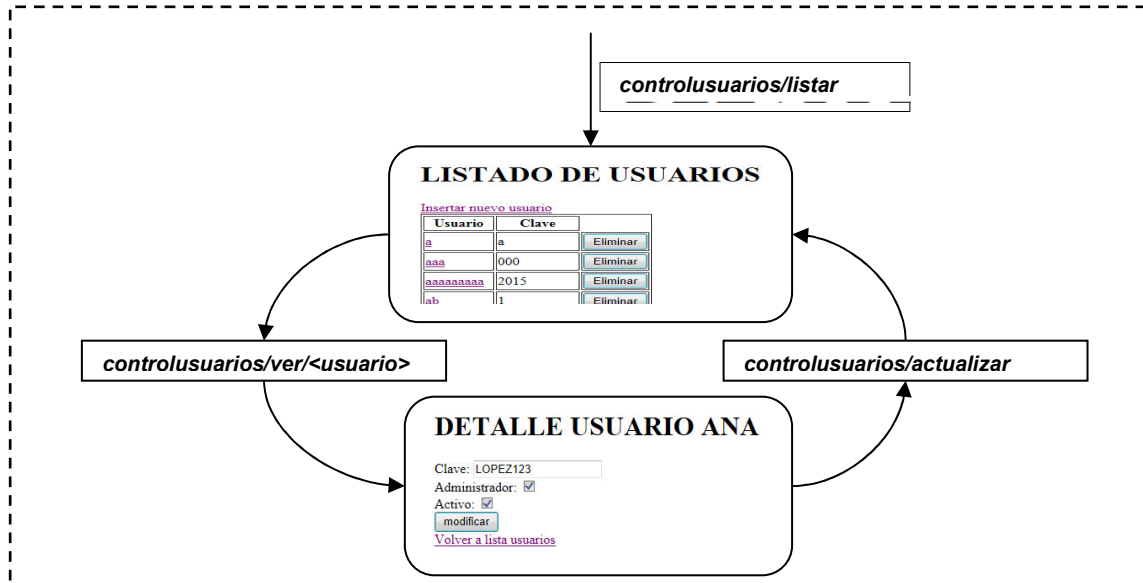 controlusuarios/listar
LISTADO DE USUARIOS
Insertar nuevo usuario
Usuario Clave
a a Eliminar
aaa 000 Eliminar
aaaaaaaaa 2015 Eliminar
ab 1 Eliminar
controlusuarios/ver/<usuario>
controlusuarios/actualizar
DETALLE USUARIO ANA
Clave: LOPEZ123
Administrador:
Activo:
modificar
Volver a lista usuarios